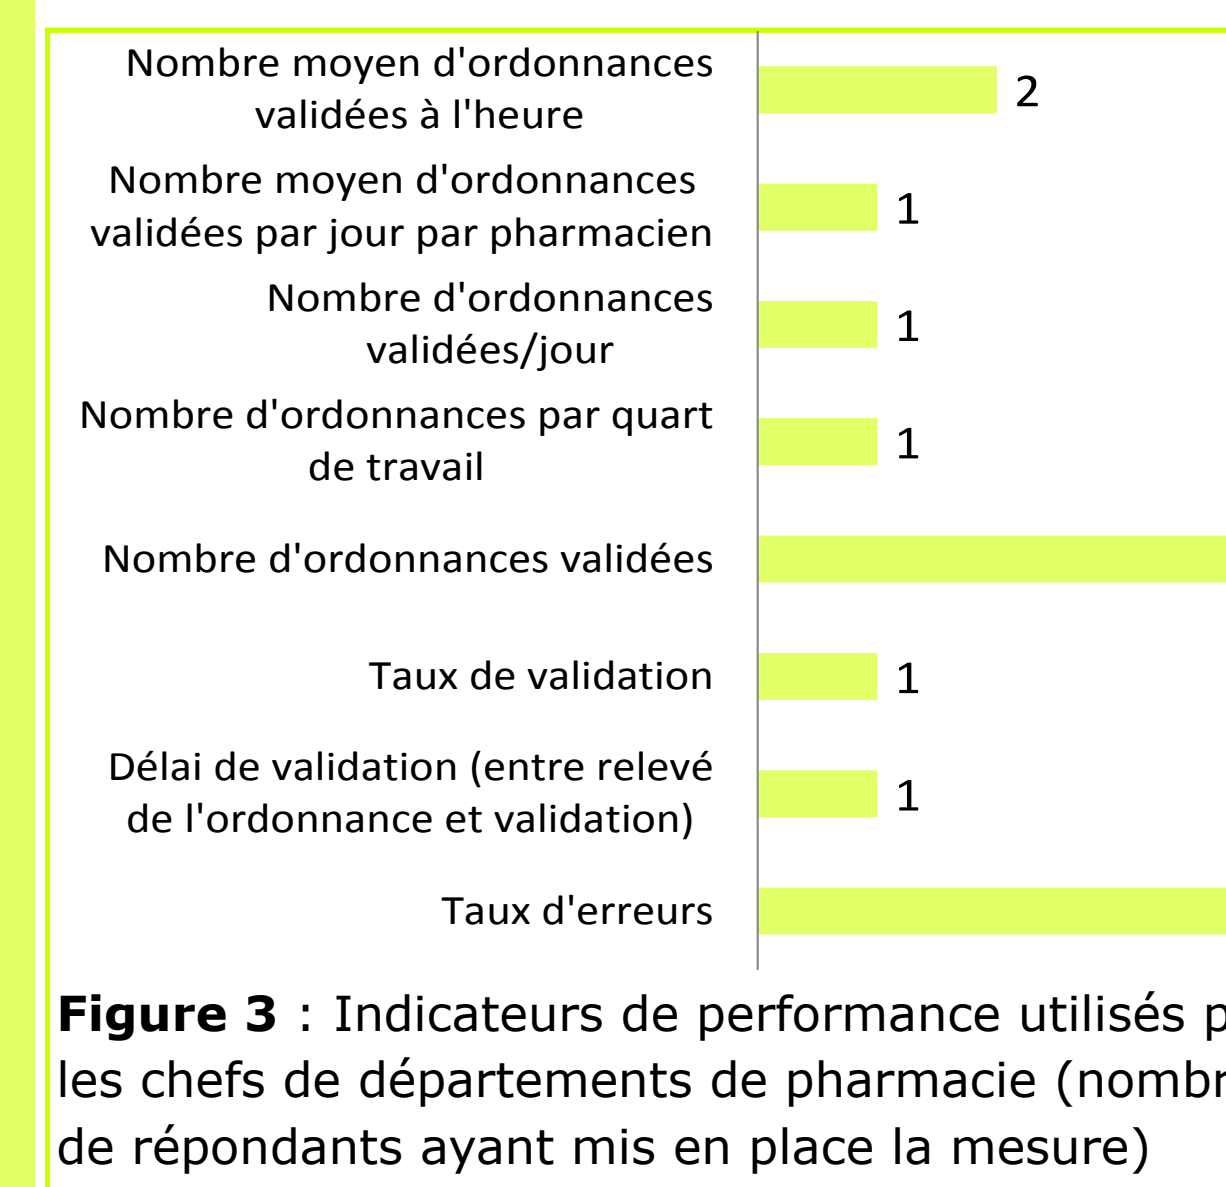 Nombre moyen d'ordonnances
validées à l'heure
2
Nombre moyen d'ordonnances
validées par jour par pharmacien
1
Nombre d'ordonnances
validées/jour
1
Nombre d'ordonnances par quart
de travail
1
Nombre d'ordonnances validées
Taux de validation
1
Délai de validation (entre relevé
de l'ordonnance et validation)
1
Taux d'erreurs
Figure 3 : Indicateurs de performance utilisés p
les chefs de départements de pharmacie (nombr
de répondants ayant mis en place la mesure)